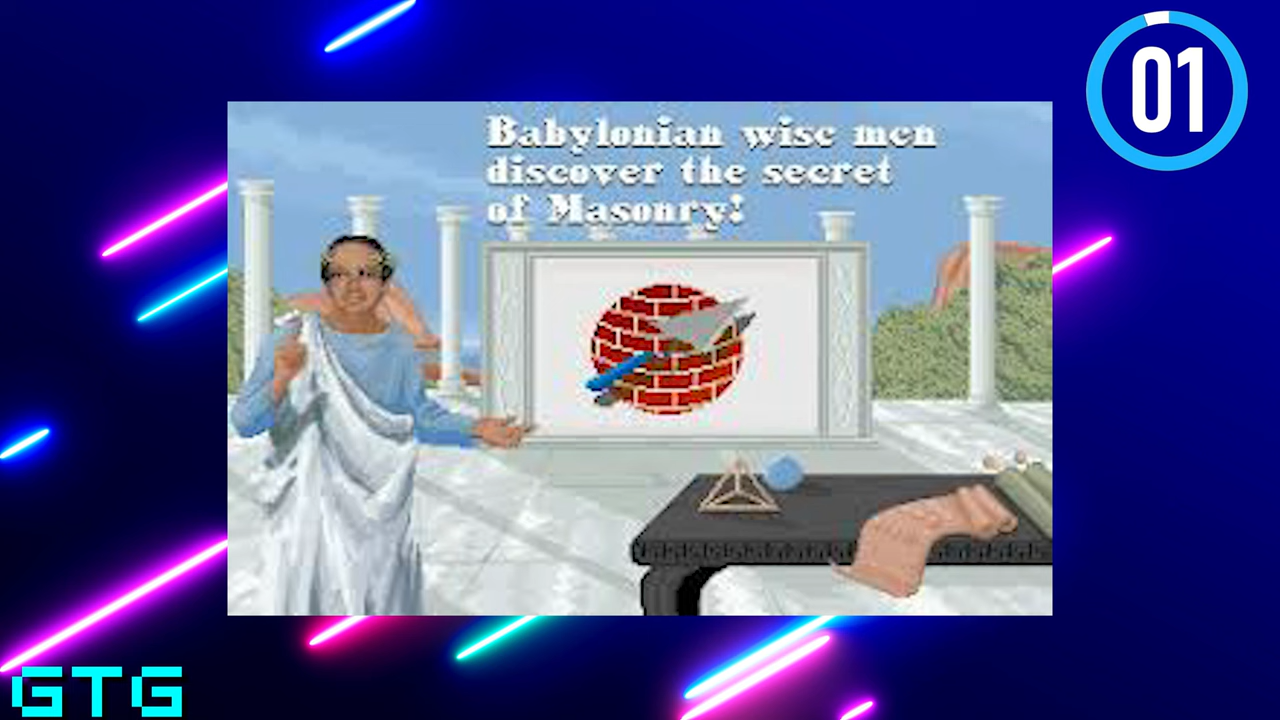 01
Babylonian wise men
discover the secret
of Masonry!
GTG